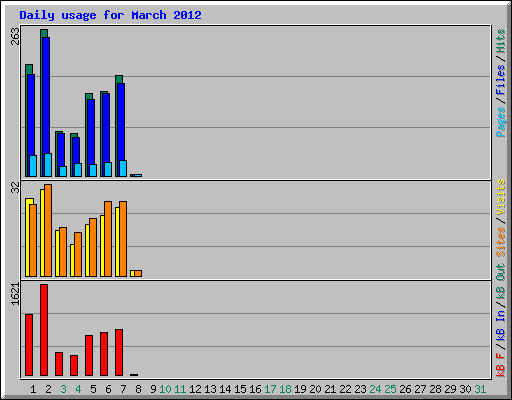 Daily usage for March 2012
263
Pages/Files/Hits
32
Sites/Visits
1621
kB F/kB In/kB Out
1 2 3 4 5 6 7 8 9 10 11 12 13 14 15 16 17 18 19 20 21 22 23 24 25 26 27 28 29 30 31